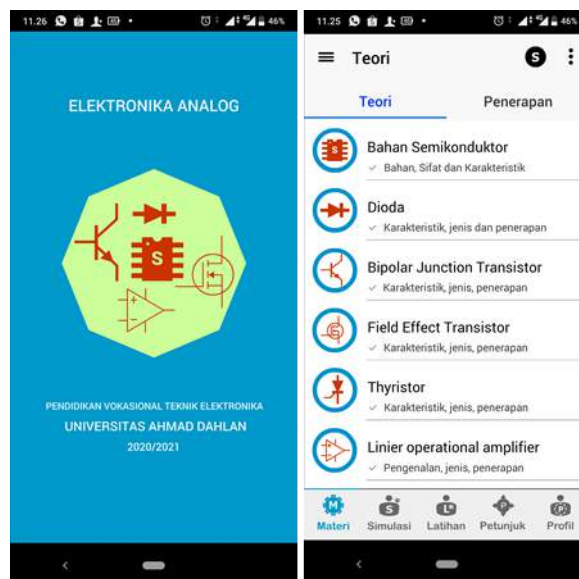 11.26
46%
ELEKTRONIKA ANALOG
S
PENDIDIKAN VOKASIONAL TEKNIK ELEKTRONIKA
UNIVERSITAS AHMAD DAHLAN
2020/2021
11.25
46%
Teori
S
Teori
Penerapan
S
Bahan Semikonduktor
Bahan, Sifat dan Karakteristik
Dioda
Karakteristik, jenis dan penerapan
Bipolar Junction Transistor
Karakteristik, jenis, penerapan
Field Effect Transistor
Karakteristik, jenis, penerapan
Thyristor
Karakteristik, jenis, penerapan
Linier operational amplifier
Pengenalan, jenis, penerapan
M
S
L
P
P
Materi
Simulasi
Latihan
Petunjuk
Profil